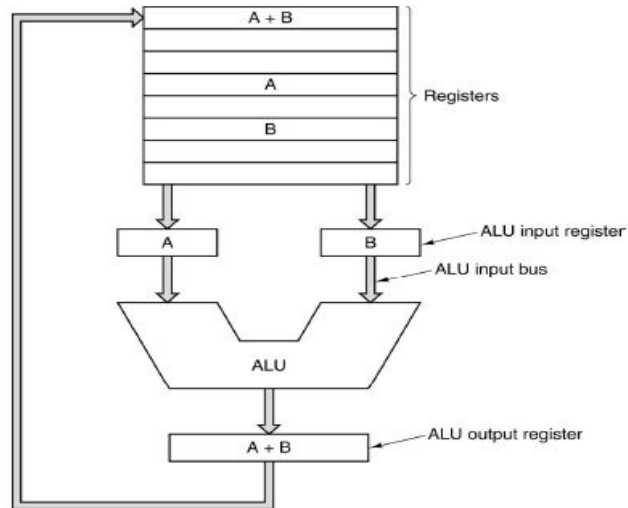 A + B
A
Registers
B
A
B
ALU input register
ALU input bus
ALU
ALU output register
A + B